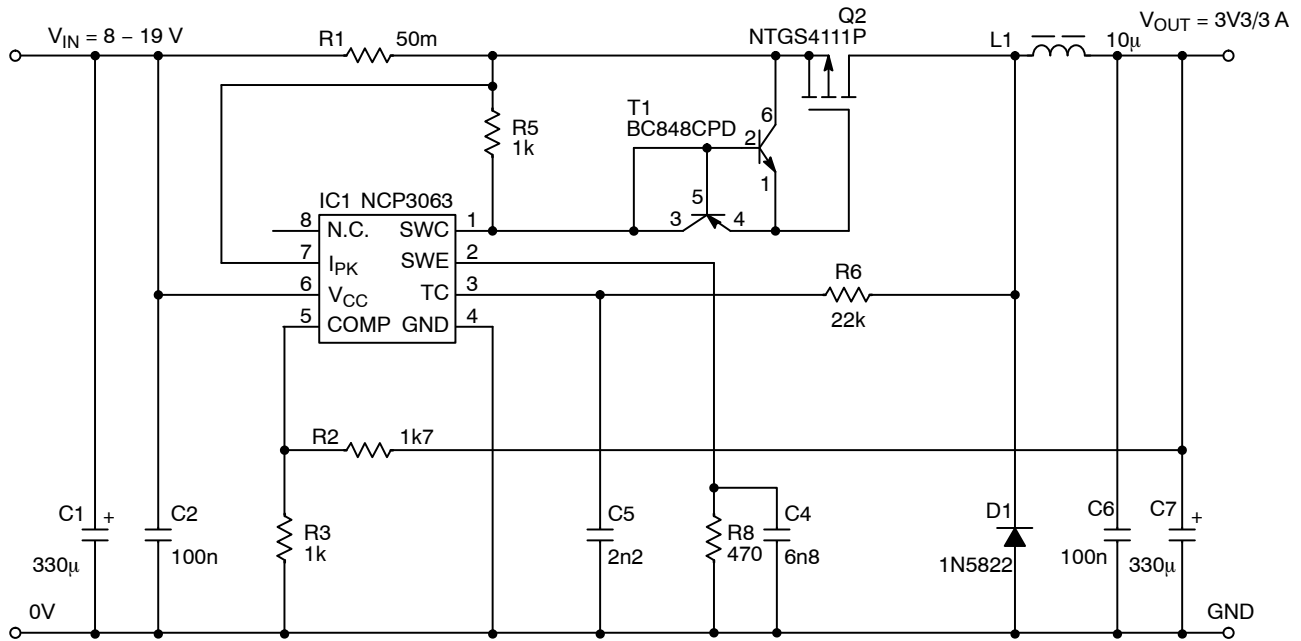 V_IN = 8 – 19 V
R1
50m
Q2
NTGS4111P
L1
10μ
V_OUT = 3V3/3 A
R5
1k
T1
BC848CPD
6
2
1
5
3
4
IC1 NCP3063
8
N.C.
SWC
1
7
I_PK
SWE
2
6
V_CC
TC
3
5
COMP
GND
4
R6
22k
R2
1k7
C1
+
330μ
C2
100n
R3
1k
C5
2n2
R8
470
C4
6n8
D1
1N5822
C6
100n
C7
+
330μ
0V
GND